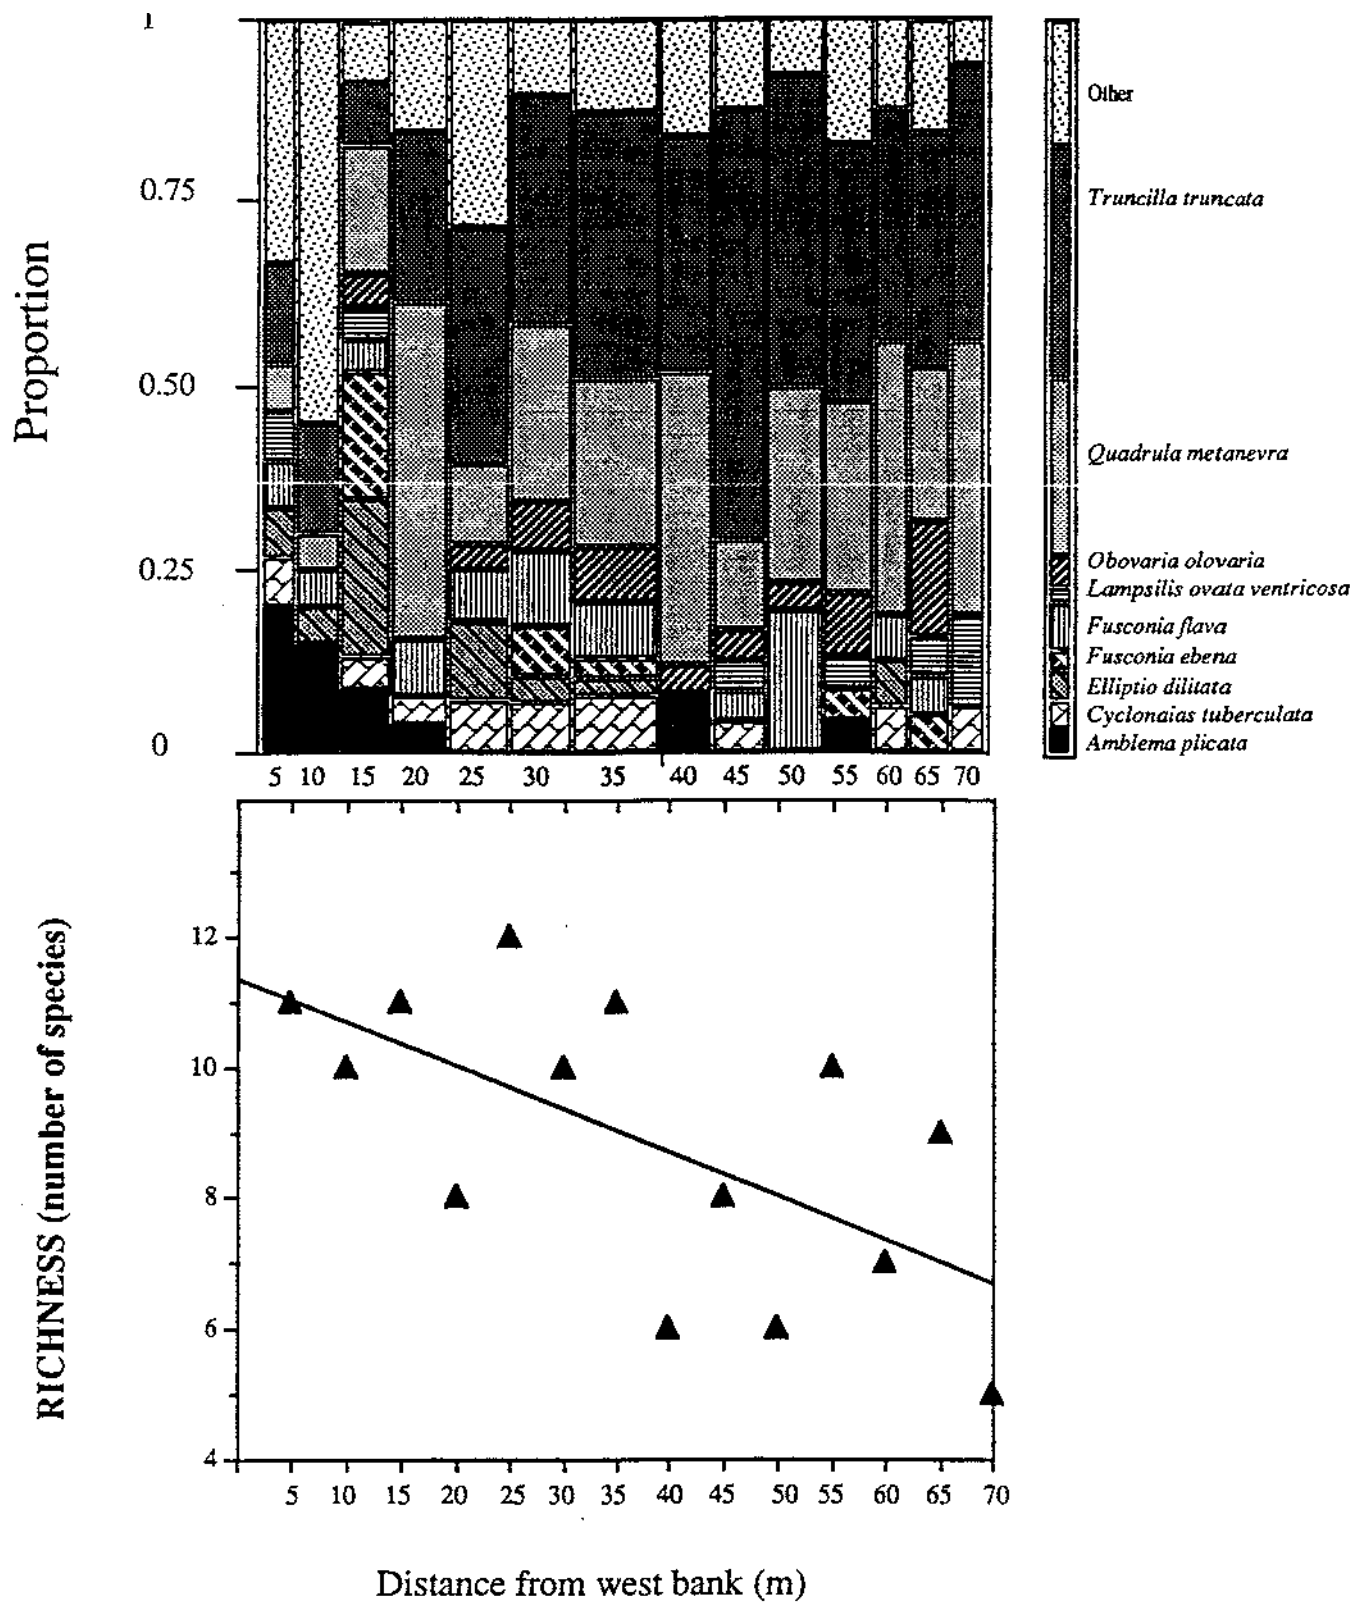 1
0.75
0.50
0.25
0
Proportion
5 10 15 20 25 30 35 40 45 50 55 60 65 70
Other
Truncilla truncata
Quadrula metanevra
Obovaria olovaria
Lampsilis ovata ventricosa
Fusconia flava
Fusconia ebena
Elliptio dilitata
Cyclonaias tuberculata
Amblema plicata
RICHNESS (number of species)
12
10
8
6
4
5 10 15 20 25 30 35 40 45 50 55 60 65 70
Distance from west bank (m)